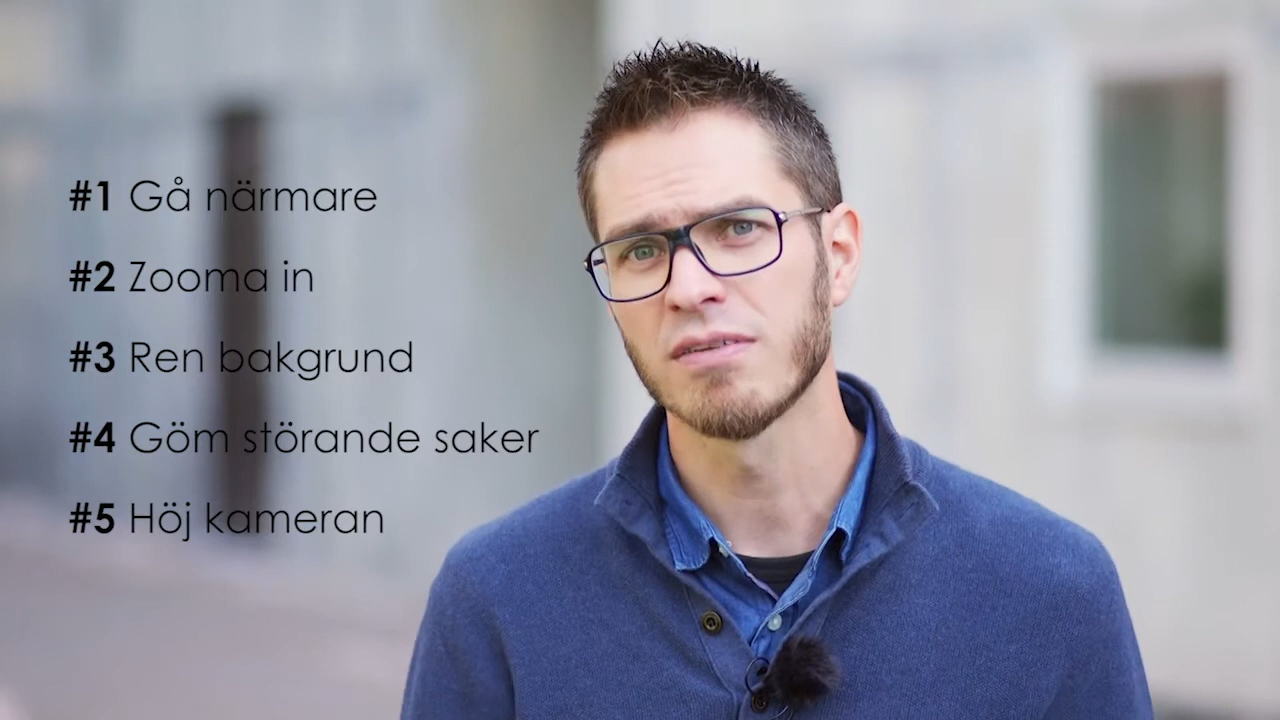 #1 Gå närmare
#2 Zooma in
#3 Ren bakgrund
#4 Göm störande saker
#5 Höj kameran